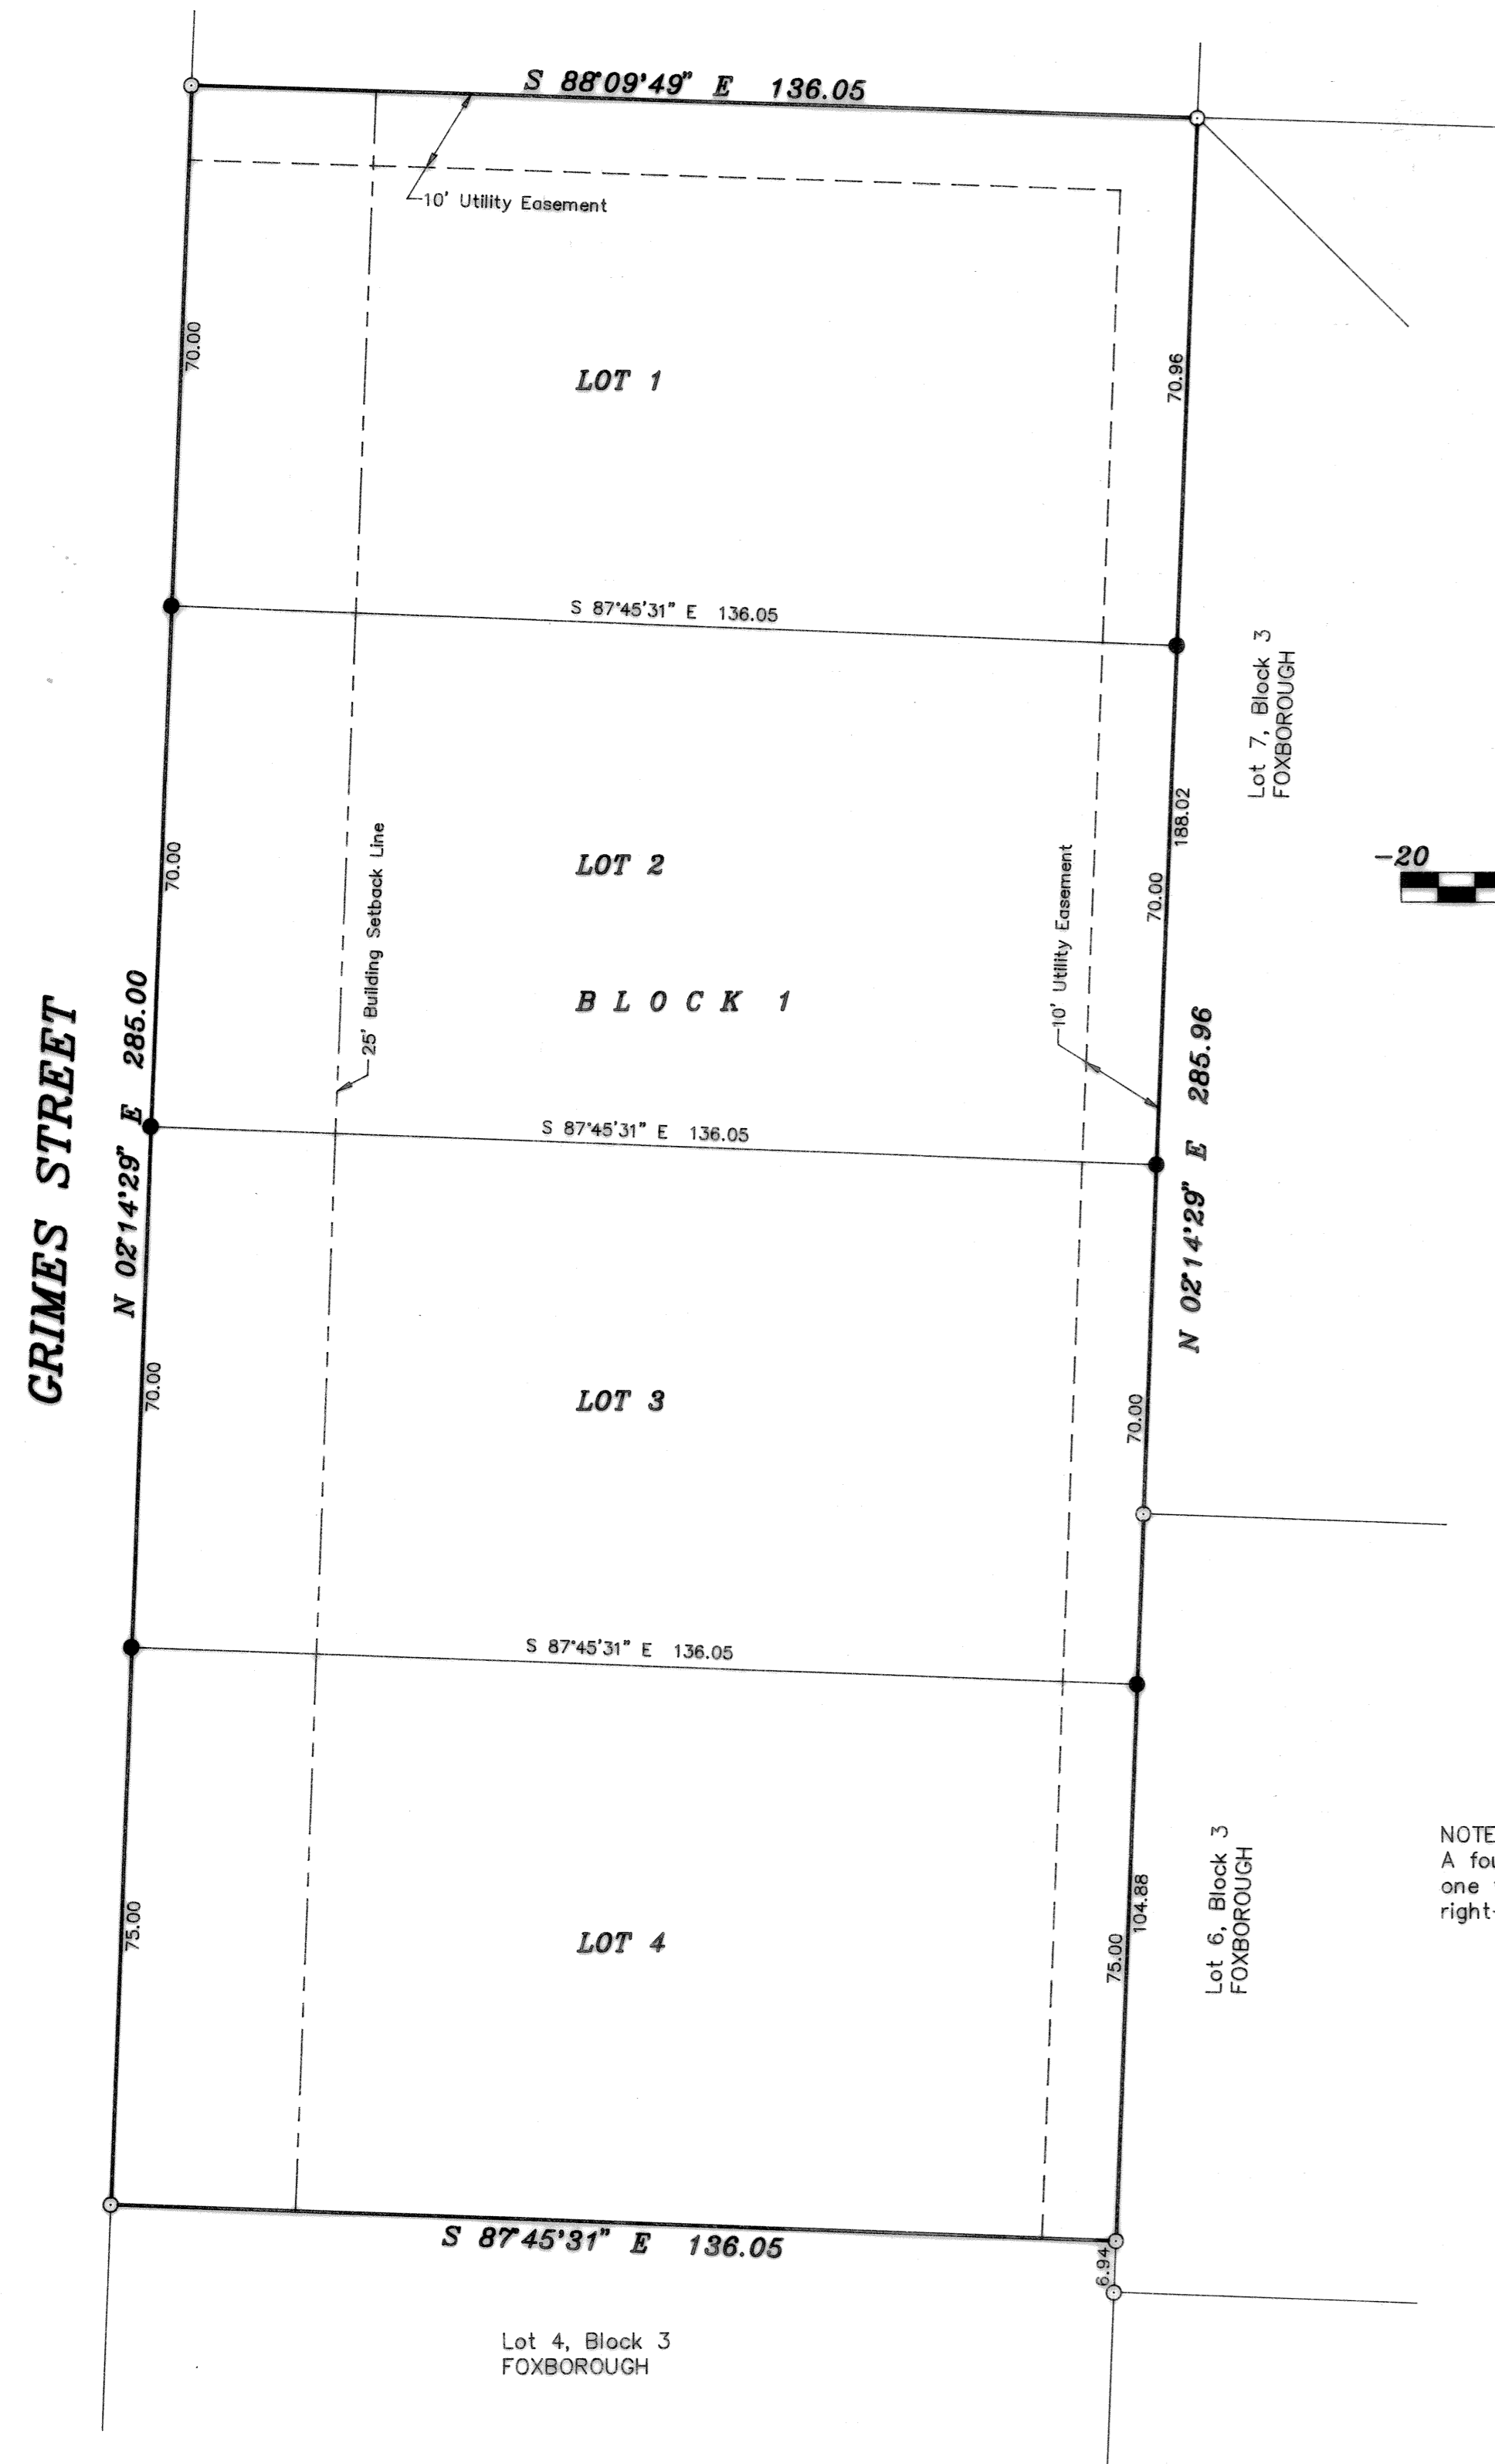 S 88°09'49" E 136.05
10' Utility Easement
70.00
LOT 1
70.96
S 87°45'31" E 136.05
Lot 7, Block 3
FOXBOROUGH
70.00
25' Building Setback Line
LOT 2
10' Utility Easement
188.02
70.00
-20
BLOCK 1
GRIMES STREET
N 02°14'29" E 285.00
N 02°14'29" E 285.96
S 87°45'31" E 136.05
70.00
LOT 3
70.00
S 87°45'31" E 136.05
NOTE
A fou
one
right-
75.00
LOT 4
75.00
104.88
Lot 6, Block 3
FOXBOROUGH
S 87°45'31" E 136.05
6.94
Lot 4, Block 3
FOXBOROUGH